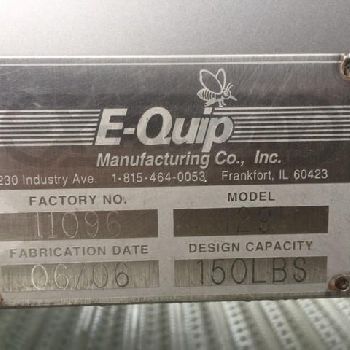 E-Quip
Manufacturing Co., Inc.
230 Industry Ave. 1-815-464-0053 Frankfort, IL 60423
FACTORY NO. MODEL
11096
FABRICATION DATE DESIGN CAPACITY
06/06 150LBS